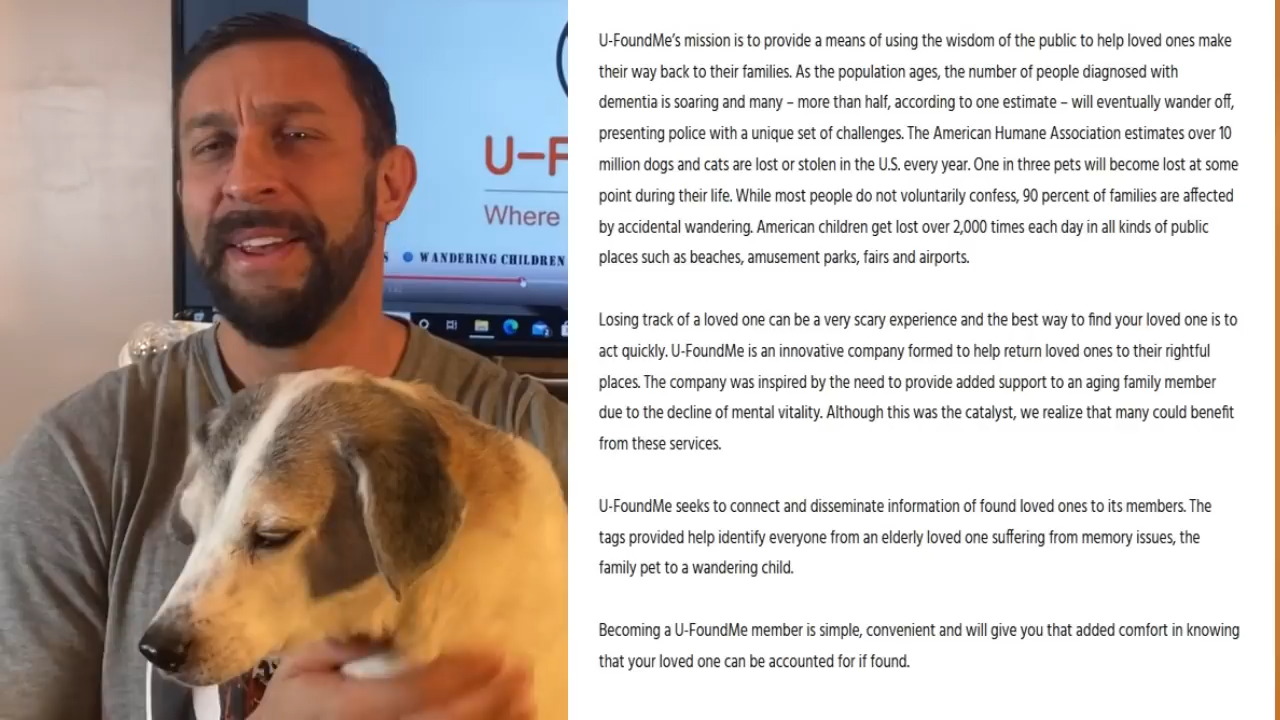 U-F
Where
S ● WANDERING CHILDREN
U-FoundMe’s mission is to provide a means of using the wisdom of the public to help loved ones make
their way back to their families. As the population ages, the number of people diagnosed with
dementia is soaring and many – more than half, according to one estimate – will eventually wander off,
presenting police with a unique set of challenges. The American Humane Association estimates over 10
million dogs and cats are lost or stolen in the U.S. every year. One in three pets will become lost at some
point during their life. While most people do not voluntarily confess, 90 percent of families are affected
by accidental wandering. American children get lost over 2,000 times each day in all kinds of public
places such as beaches, amusement parks, fairs and airports.
Losing track of a loved one can be a very scary experience and the best way to find your loved one is to
act quickly. U-FoundMe is an innovative company formed to help return loved ones to their rightful
places. The company was inspired by the need to provide added support to an aging family member
due to the decline of mental vitality. Although this was the catalyst, we realize that many could benefit
from these services.
U-FoundMe seeks to connect and disseminate information of found loved ones to its members. The
tags provided help identify everyone from an elderly loved one suffering from memory issues, the
family pet to a wandering child.
Becoming a U-FoundMe member is simple, convenient and will give you that added comfort in knowing
that your loved one can be accounted for if found.